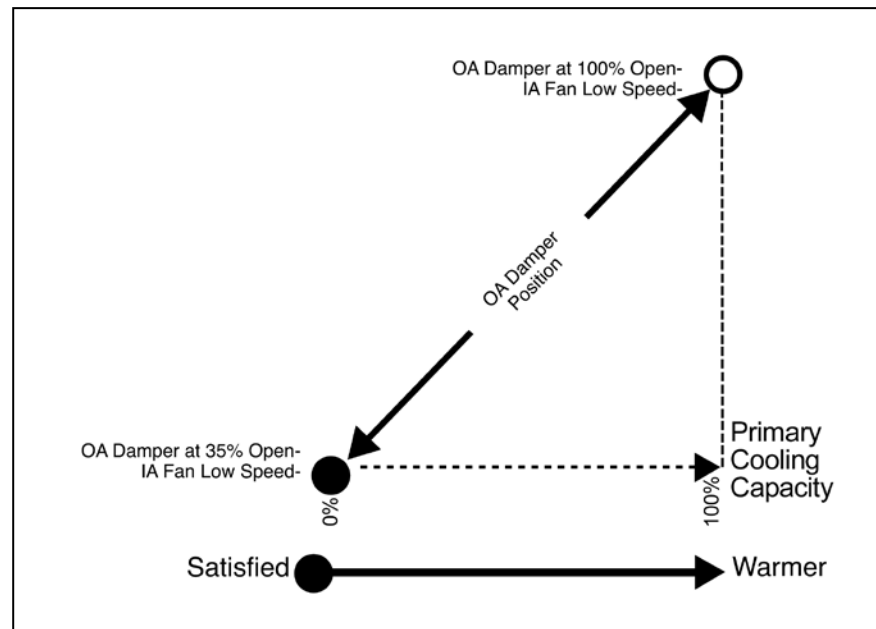 OA Damper at 100% Open-
IA Fan Low Speed-
OA Damper
Position
OA Damper at 35% Open-
IA Fan Low Speed-
Primary
Cooling
Capacity
0%
100%
Satisfied
Warmer